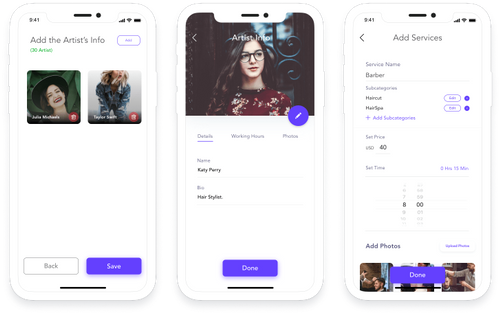 9:41
Add the Artist's Info
Add
(30 Artist)
Julie Michaels
Taylor Swift
Back
Save
Artist Info
Details
Working Hours
Photos
Name
Katy Perry
Bio
Hair Stylist.
Done
9:41
Add Services
Service Name
Barber
Subcategories
Haircut
Edit
HairSpa
Edit
+ Add Subcategories
Set Price
USD 40
Set Time
0 Hrs 15 Min
8 00
Add Photos
Upload Photos
Done